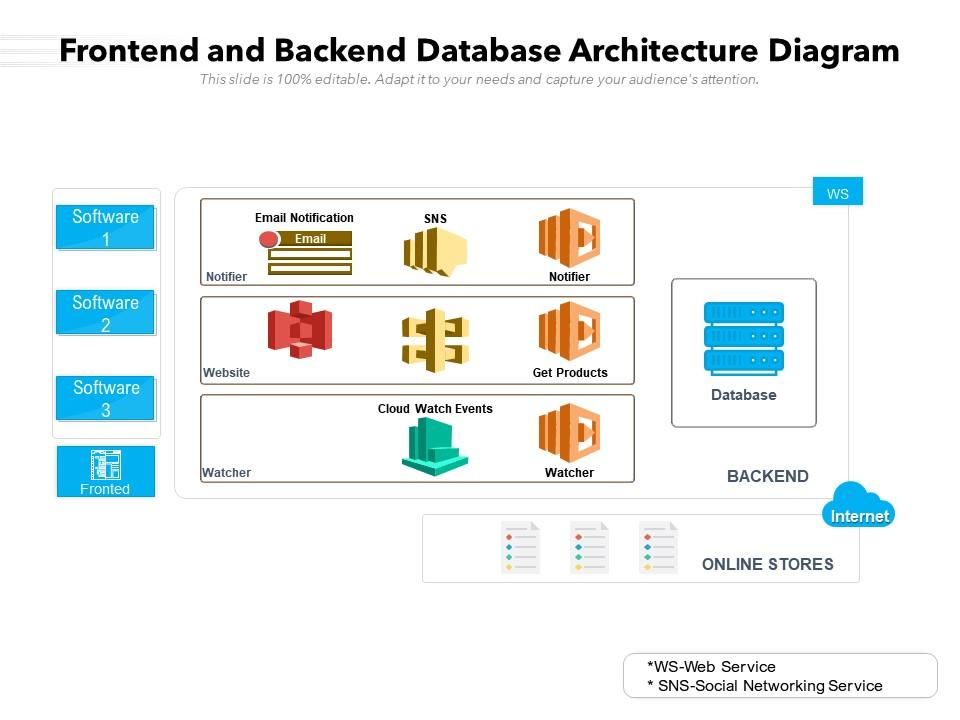 Frontend and Backend Database Architecture Diagram
This slide is 100% editable. Adapt it to your needs and capture your audience's attention.
WS
Software
1
Software
2
Software
3
Fronted
Email Notification
Email
SNS
Notifier
Notifier
Website
Get Products
Cloud Watch Events
Watcher
Watcher
Database
BACKEND
Internet
ONLINE STORES
*WS-Web Service
* SNS-Social Networking Service